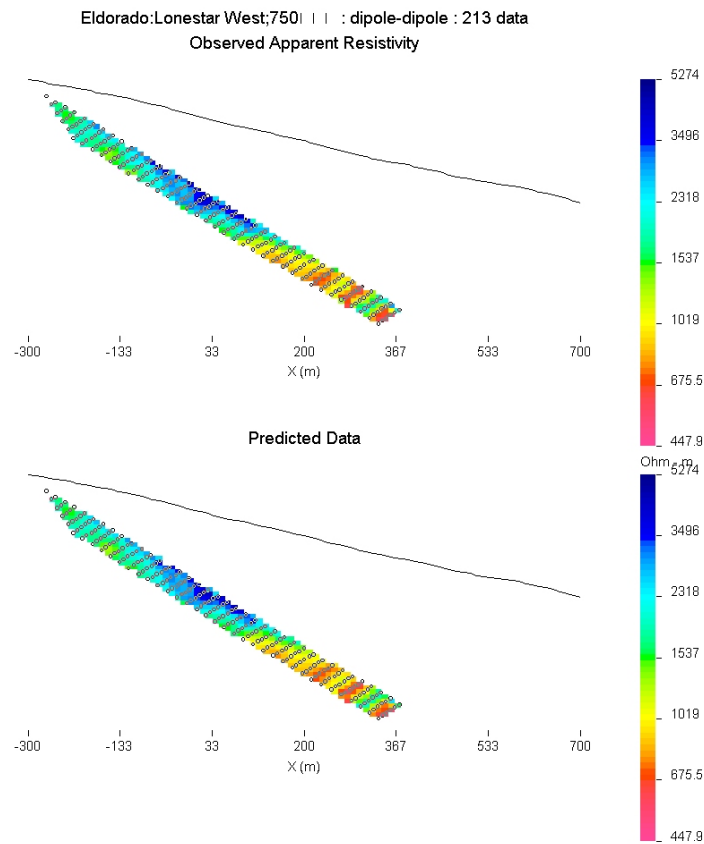 Eldorado:Lonestar West;750 : dipole-dipole : 213 data
Observed Apparent Resistivity
5274
3496
2318
1537
1019
675.5
447.9
Ohm - m
-300 -133 33 200 367 533 700
X (m)
Predicted Data
5274
3496
2318
1537
1019
675.5
447.9
-300 -133 33 200 367 533 700
X (m)